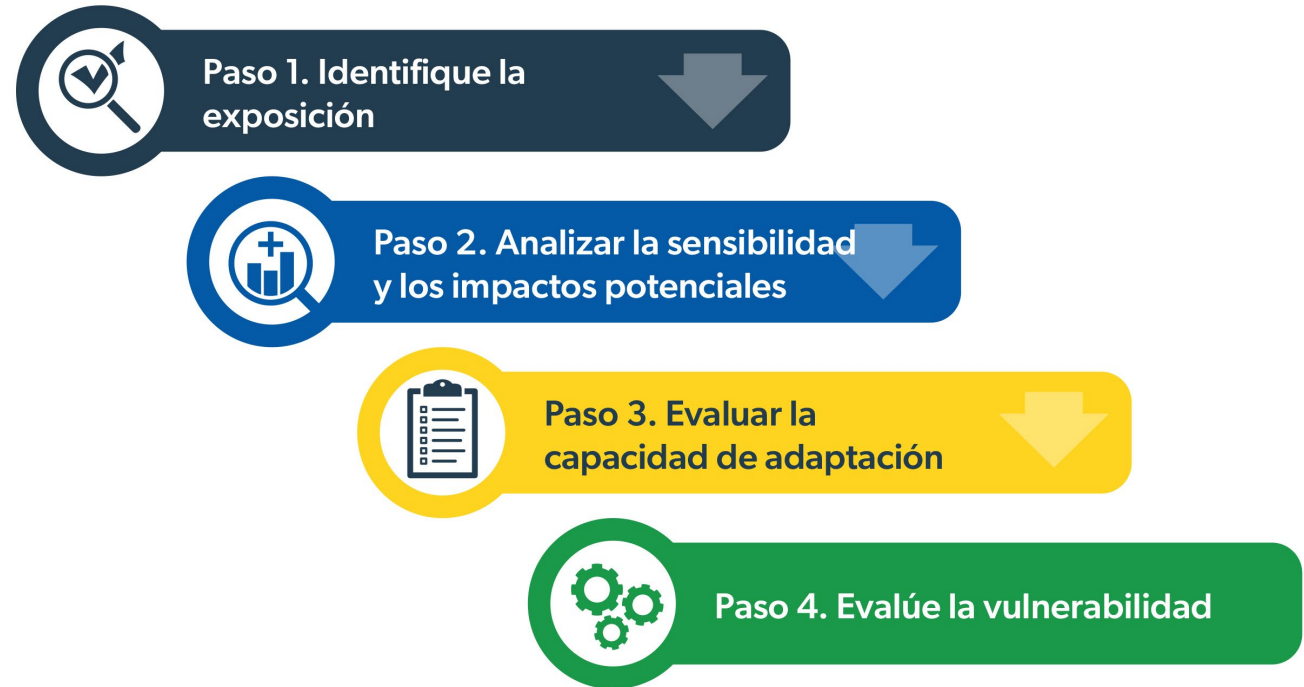 Paso 1. Identifique la
exposición
Paso 2. Analizar la sensibilidad
y los impactos potenciales
Paso 3. Evaluar la
capacidad de adaptación
Paso 4. Evalúe la vulnerabilidad